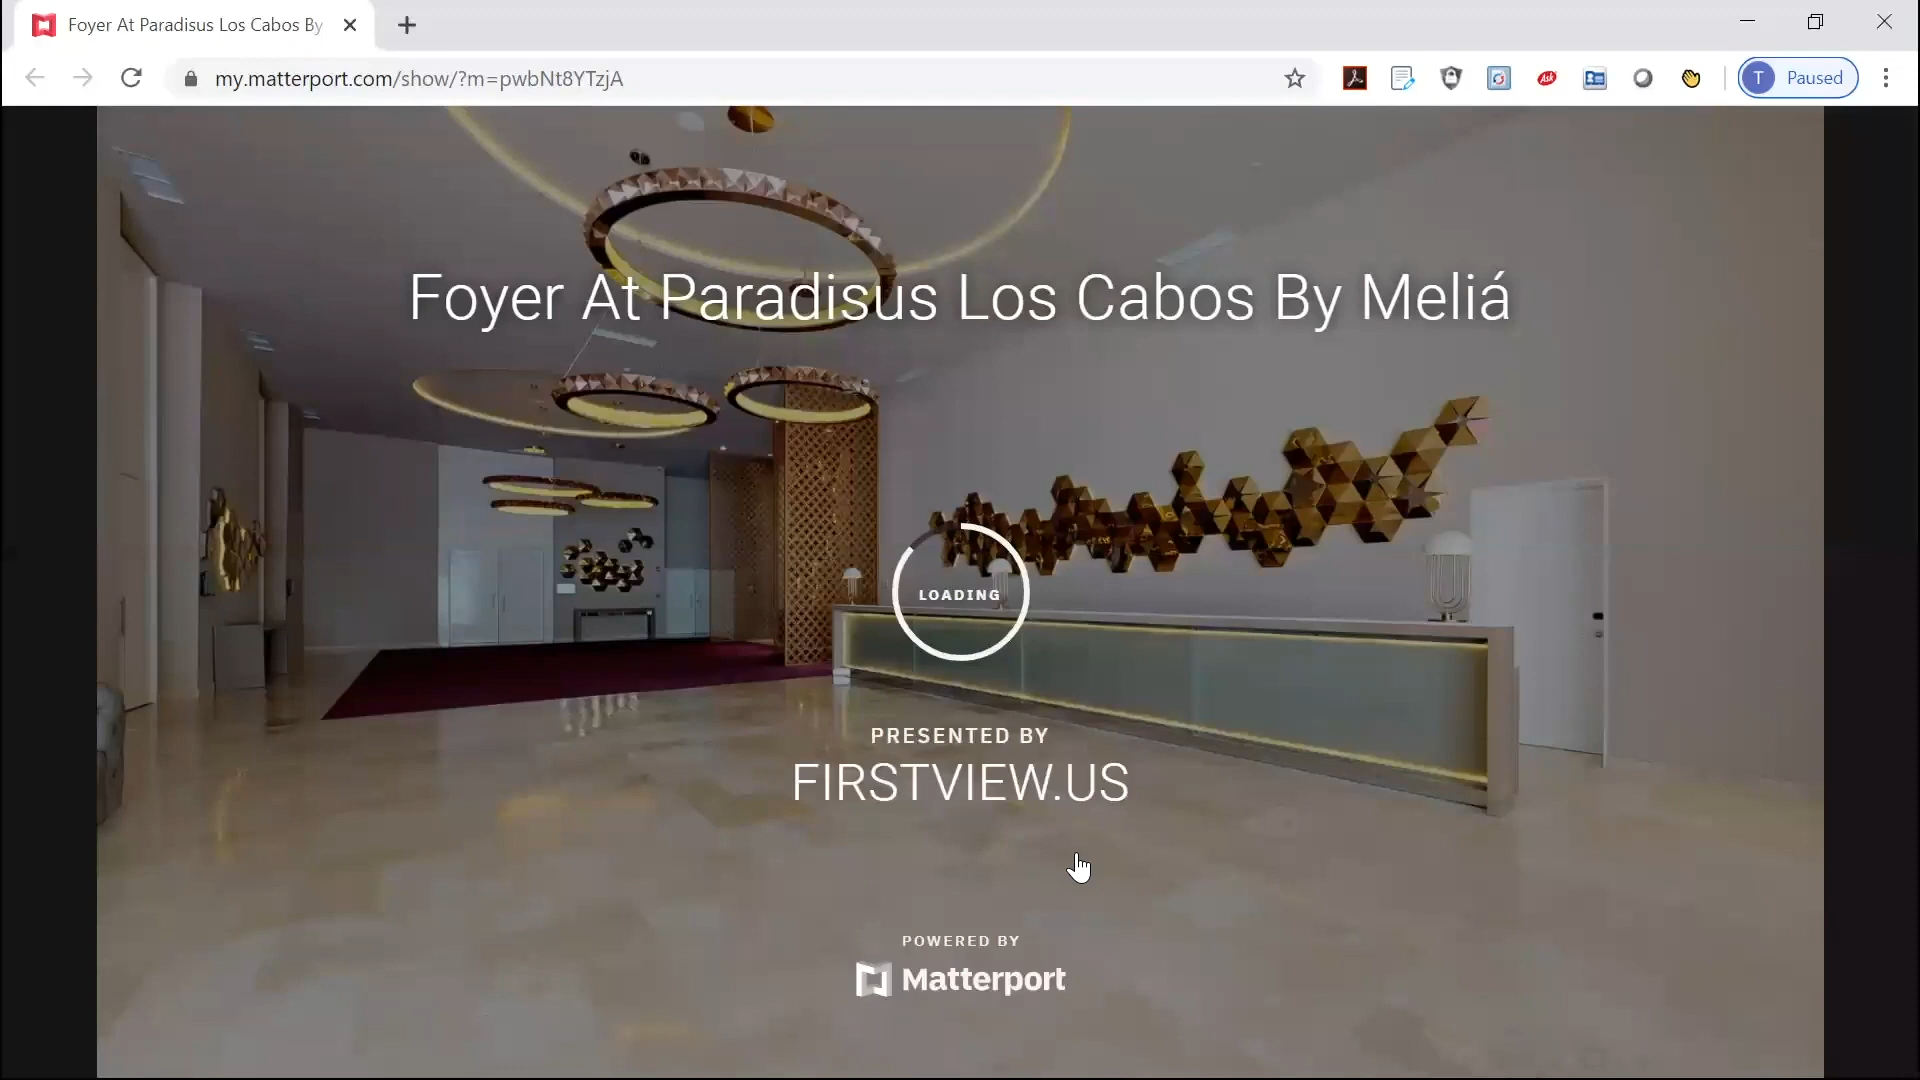 Foyer At Paradisus Los Cabos By
my.matterport.com/show/?m=pwbNt8YTzjA
Ask
T
Paused
Foyer At Paradisus Los Cabos By Meliá
LOADING
PRESENTED BY
FIRSTVIEW.US
POWERED BY
Matterport